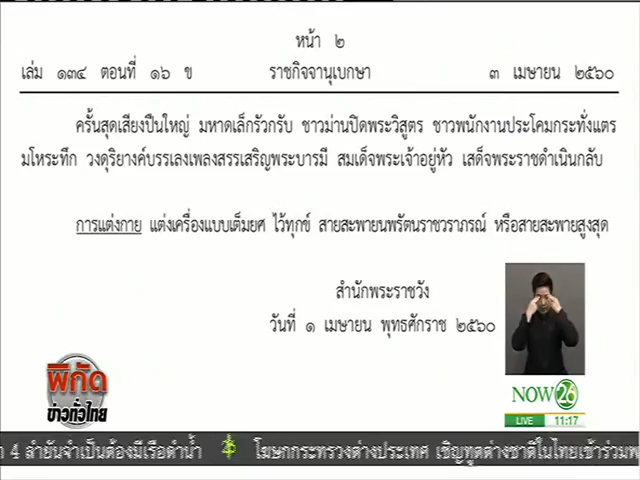 หน้า ๒
เล่ม ๑๓๔ ตอนที่ ๑๖ ข ราชกิจจานุเบกษา ๓ เมษายน ๒๕๖๐
ครั้นสุดเสียงปืนใหญ่ มหาดเล็กรัวกรับ ชาวม่านปิดพระวิสูตร ชาวพนักงานประโคมกระทั่งแตร
มโหระทึก วงดุริยางค์บรรเลงเพลงสรรเสริญพระบารมี สมเด็จพระเจ้าอยู่หัว เสด็จพระราชดำเนินกลับ
การแต่งกาย แต่งเครื่องแบบเต็มยศ ไว้ทุกข์ สายสะพายนพรัตนราชวราภรณ์ หรือสายสะพายสูงสุด
สำนักพระราชวัง
วันที่ ๑ เมษายน พุทธศักราช ๒๕๖๐
พิกัด
ข่าวทั่วไทย
NOW26
LIVE 11:17
4 ลำยันจำเป็นต้องมีเรือดำน้ำ โฆษกกระทรวงต่างประเทศ เชิญทูตต่างชาติในไทยเข้าร่วม